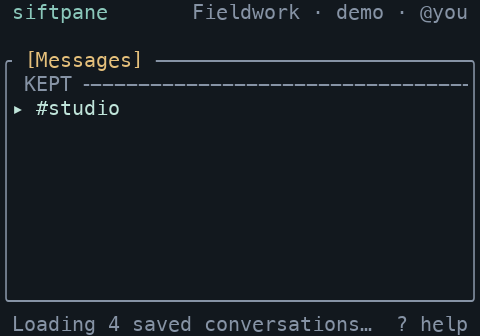 siftpane Fieldwork · demo · @you
[Messages]
KEPT
▸ #studio
Loading 4 saved conversations… ? help